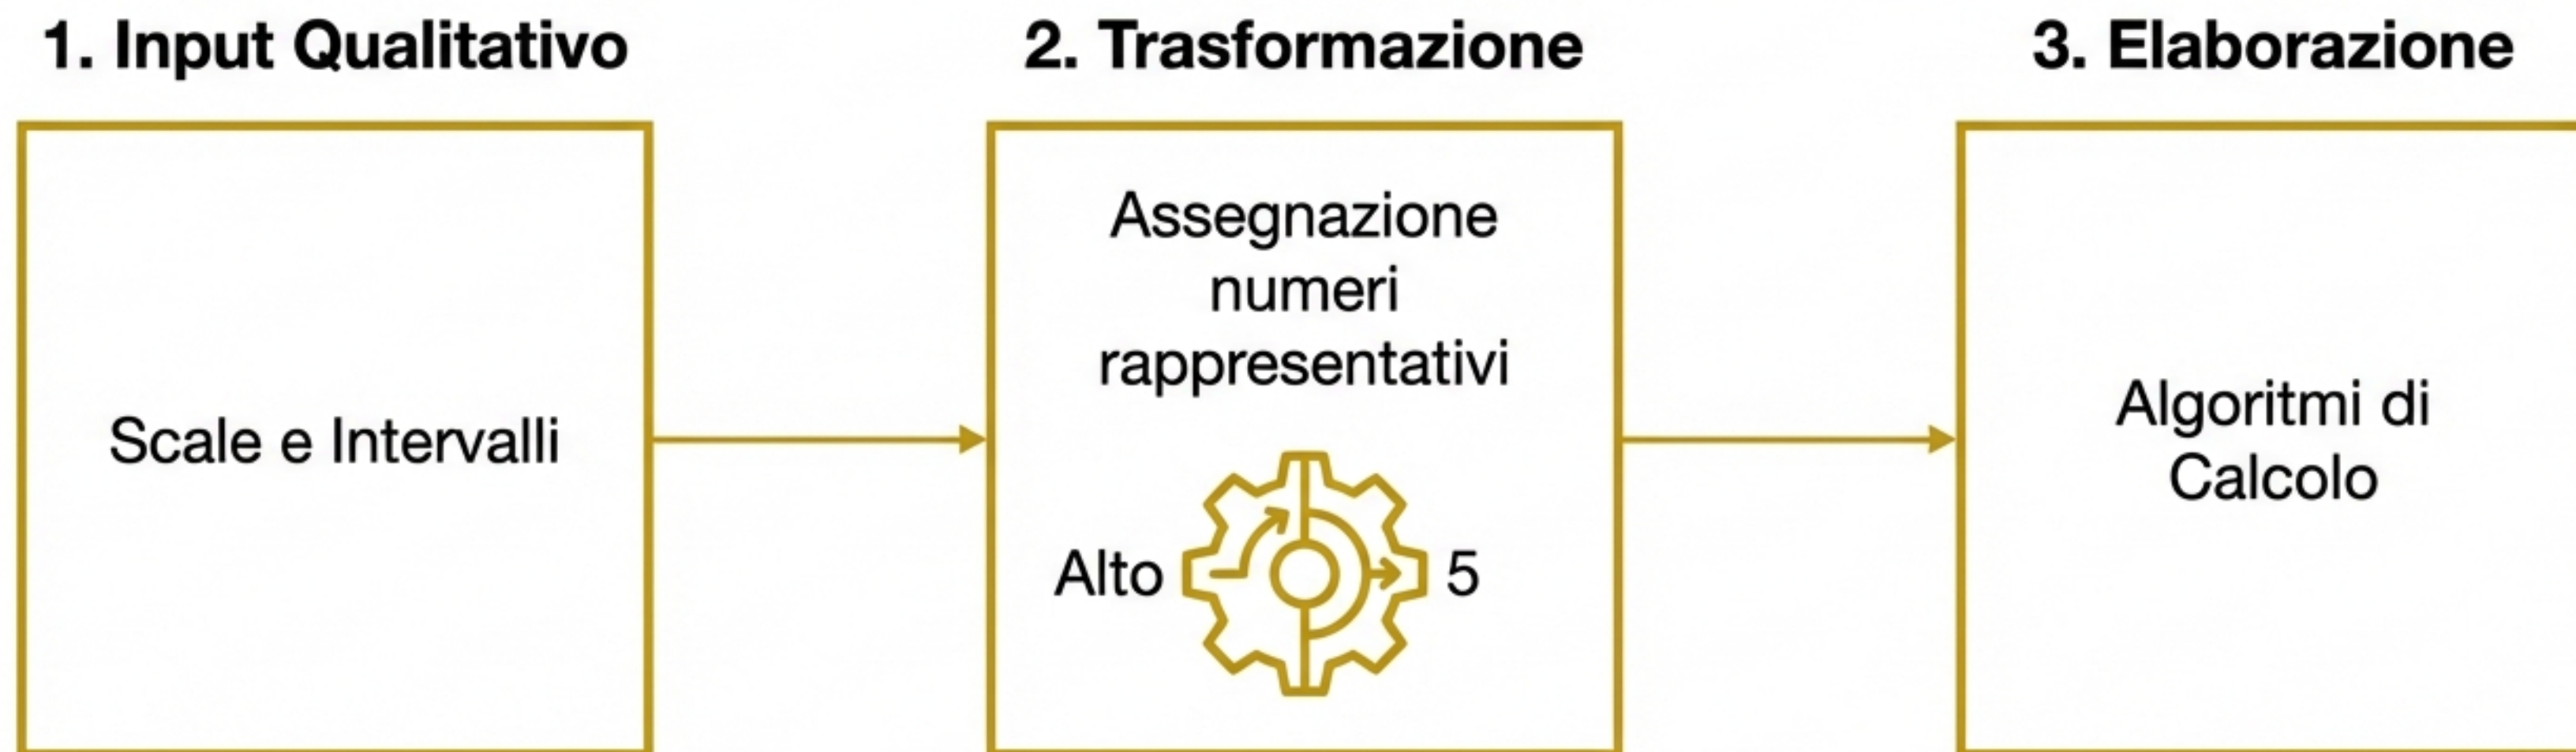 1. Input Qualitativo
Scale e Intervalli
2. Trasformazione
Assegnazione
numeri
rappresentativi
Alto
5
3. Elaborazione
Algoritmi di
Calcolo